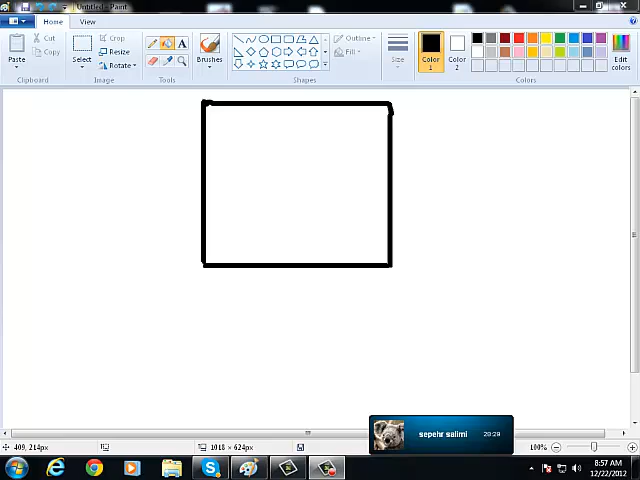 Untitled - Paint
Home View
Paste Cut Copy Select Crop Resize Rotate A Brushes Outline Fill Size Color 1 Color 2 Edit colors
Clipboard Image Tools Shapes Colors
sepehr salimi 20:29
409, 214px 1018 × 624px 100%
8:57 AM
12/22/2012